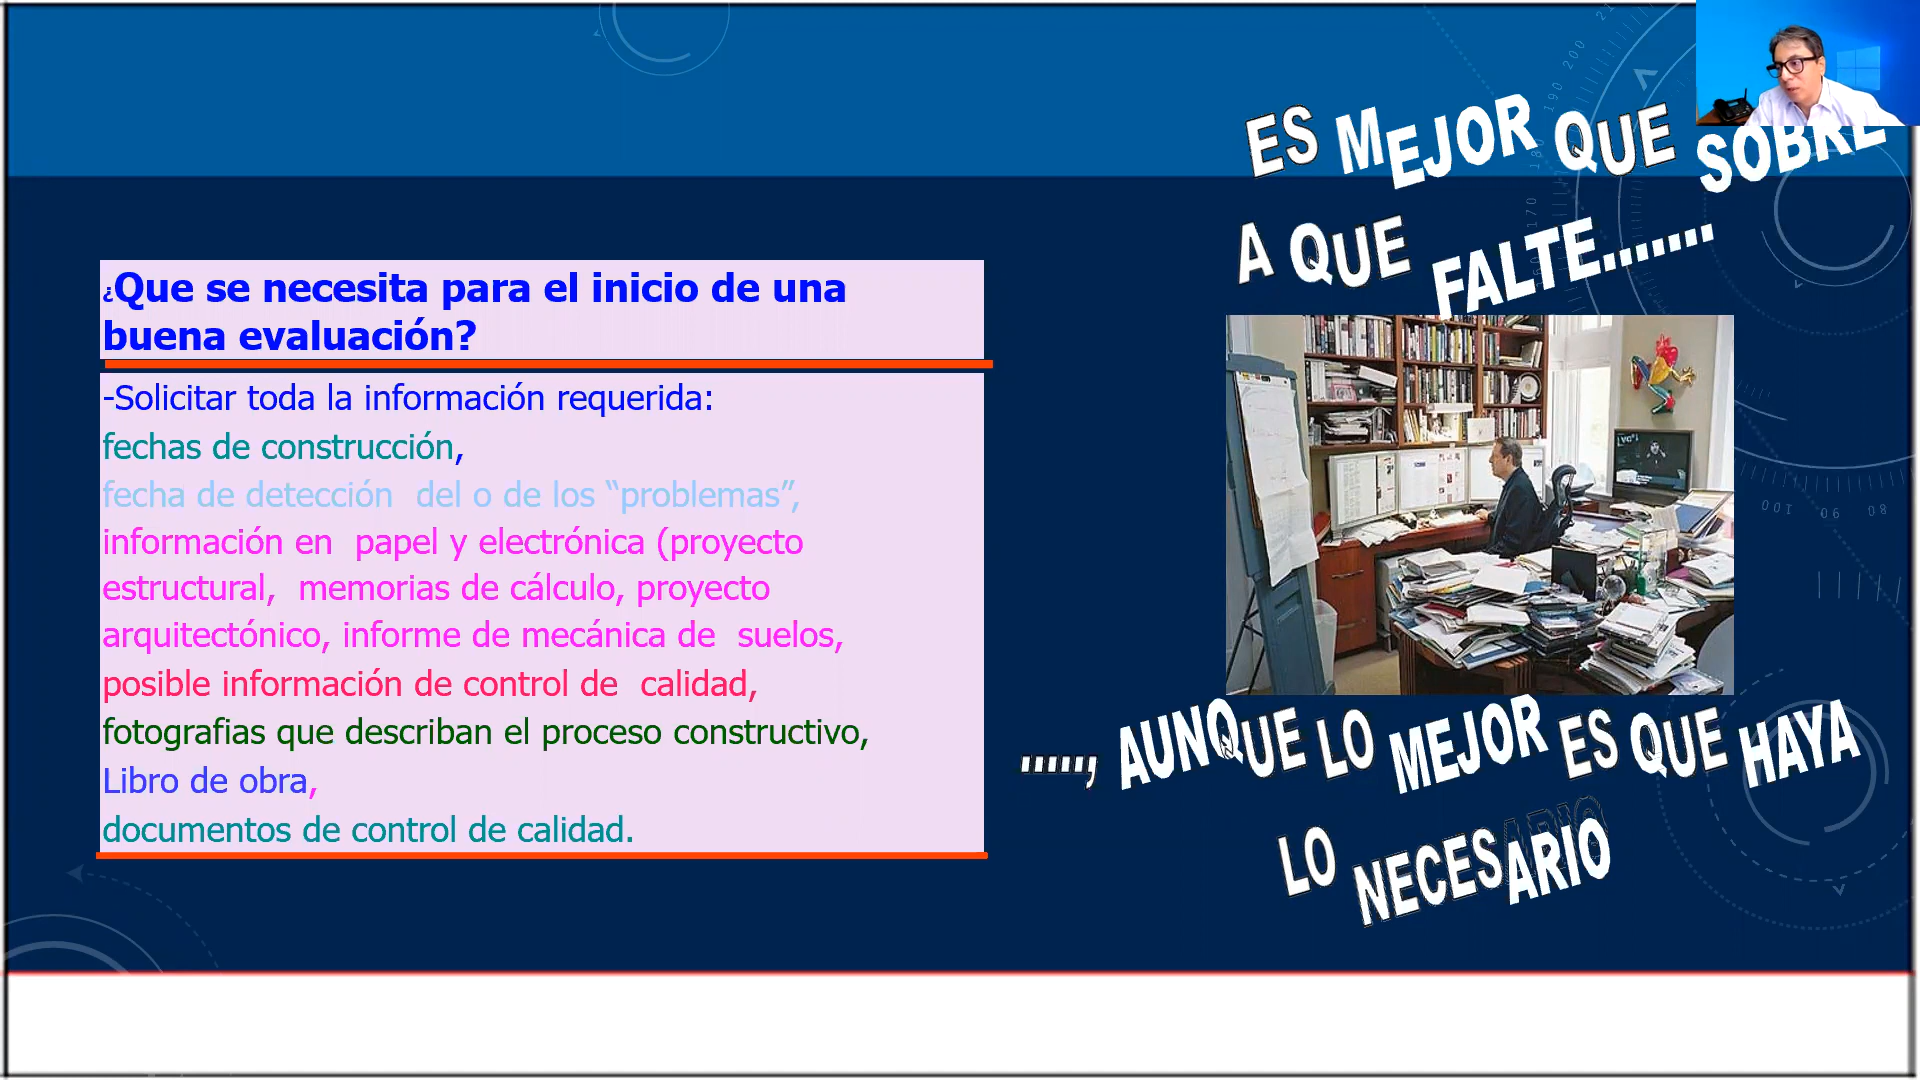 ES MEJOR QUE SOBRE
A QUE FALTE.......
¿Que se necesita para el inicio de una
buena evaluación?
-Solicitar toda la información requerida:
fechas de construcción,
fecha de detección del o de los “problemas”,
información en papel y electrónica (proyecto
estructural, memorias de cálculo, proyecto
arquitectónico, informe de mecánica de suelos,
posible información de control de calidad,
fotografias que describan el proceso constructivo,
Libro de obra,
documentos de control de calidad.
....., AUNQUE LO MEJOR ES QUE HAYA
LO NECESARIO